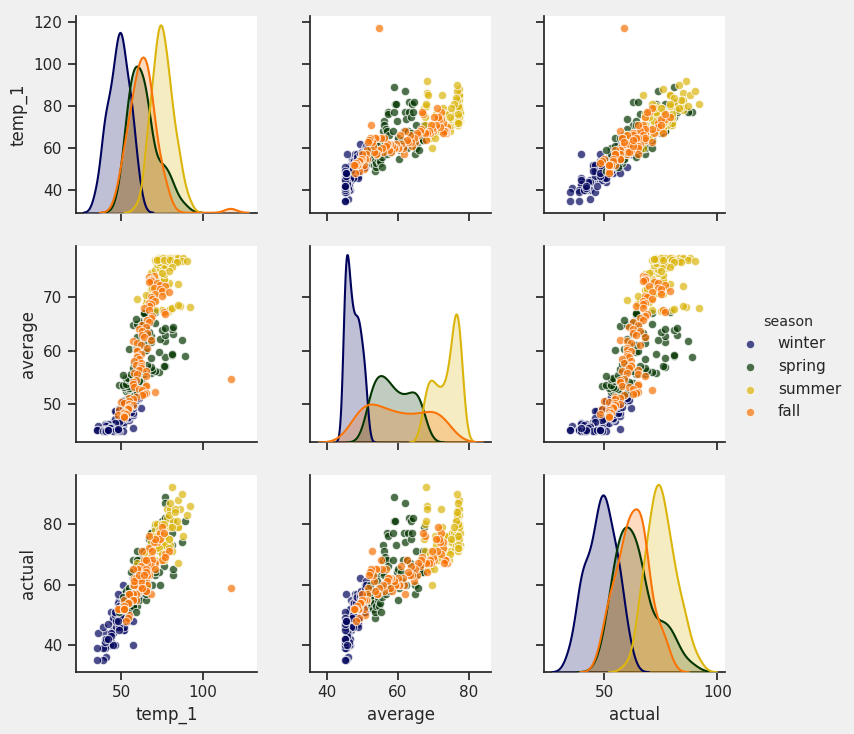 120
100
80
60
40
temp_1
70
60
50
average
80
60
40
actual
50 100
temp_1
40 60 80
average
50 100
actual
season
winter
spring
summer
fall